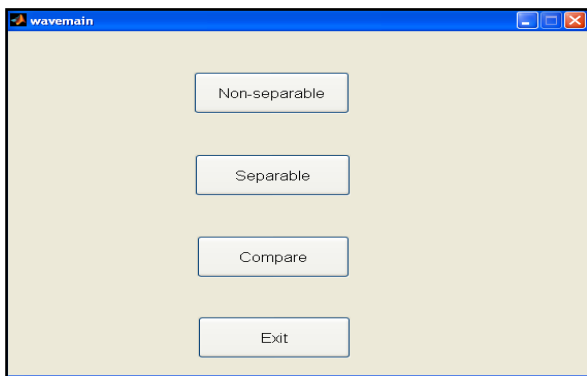 wavemain
Non-separable
Separable
Compare
Exit